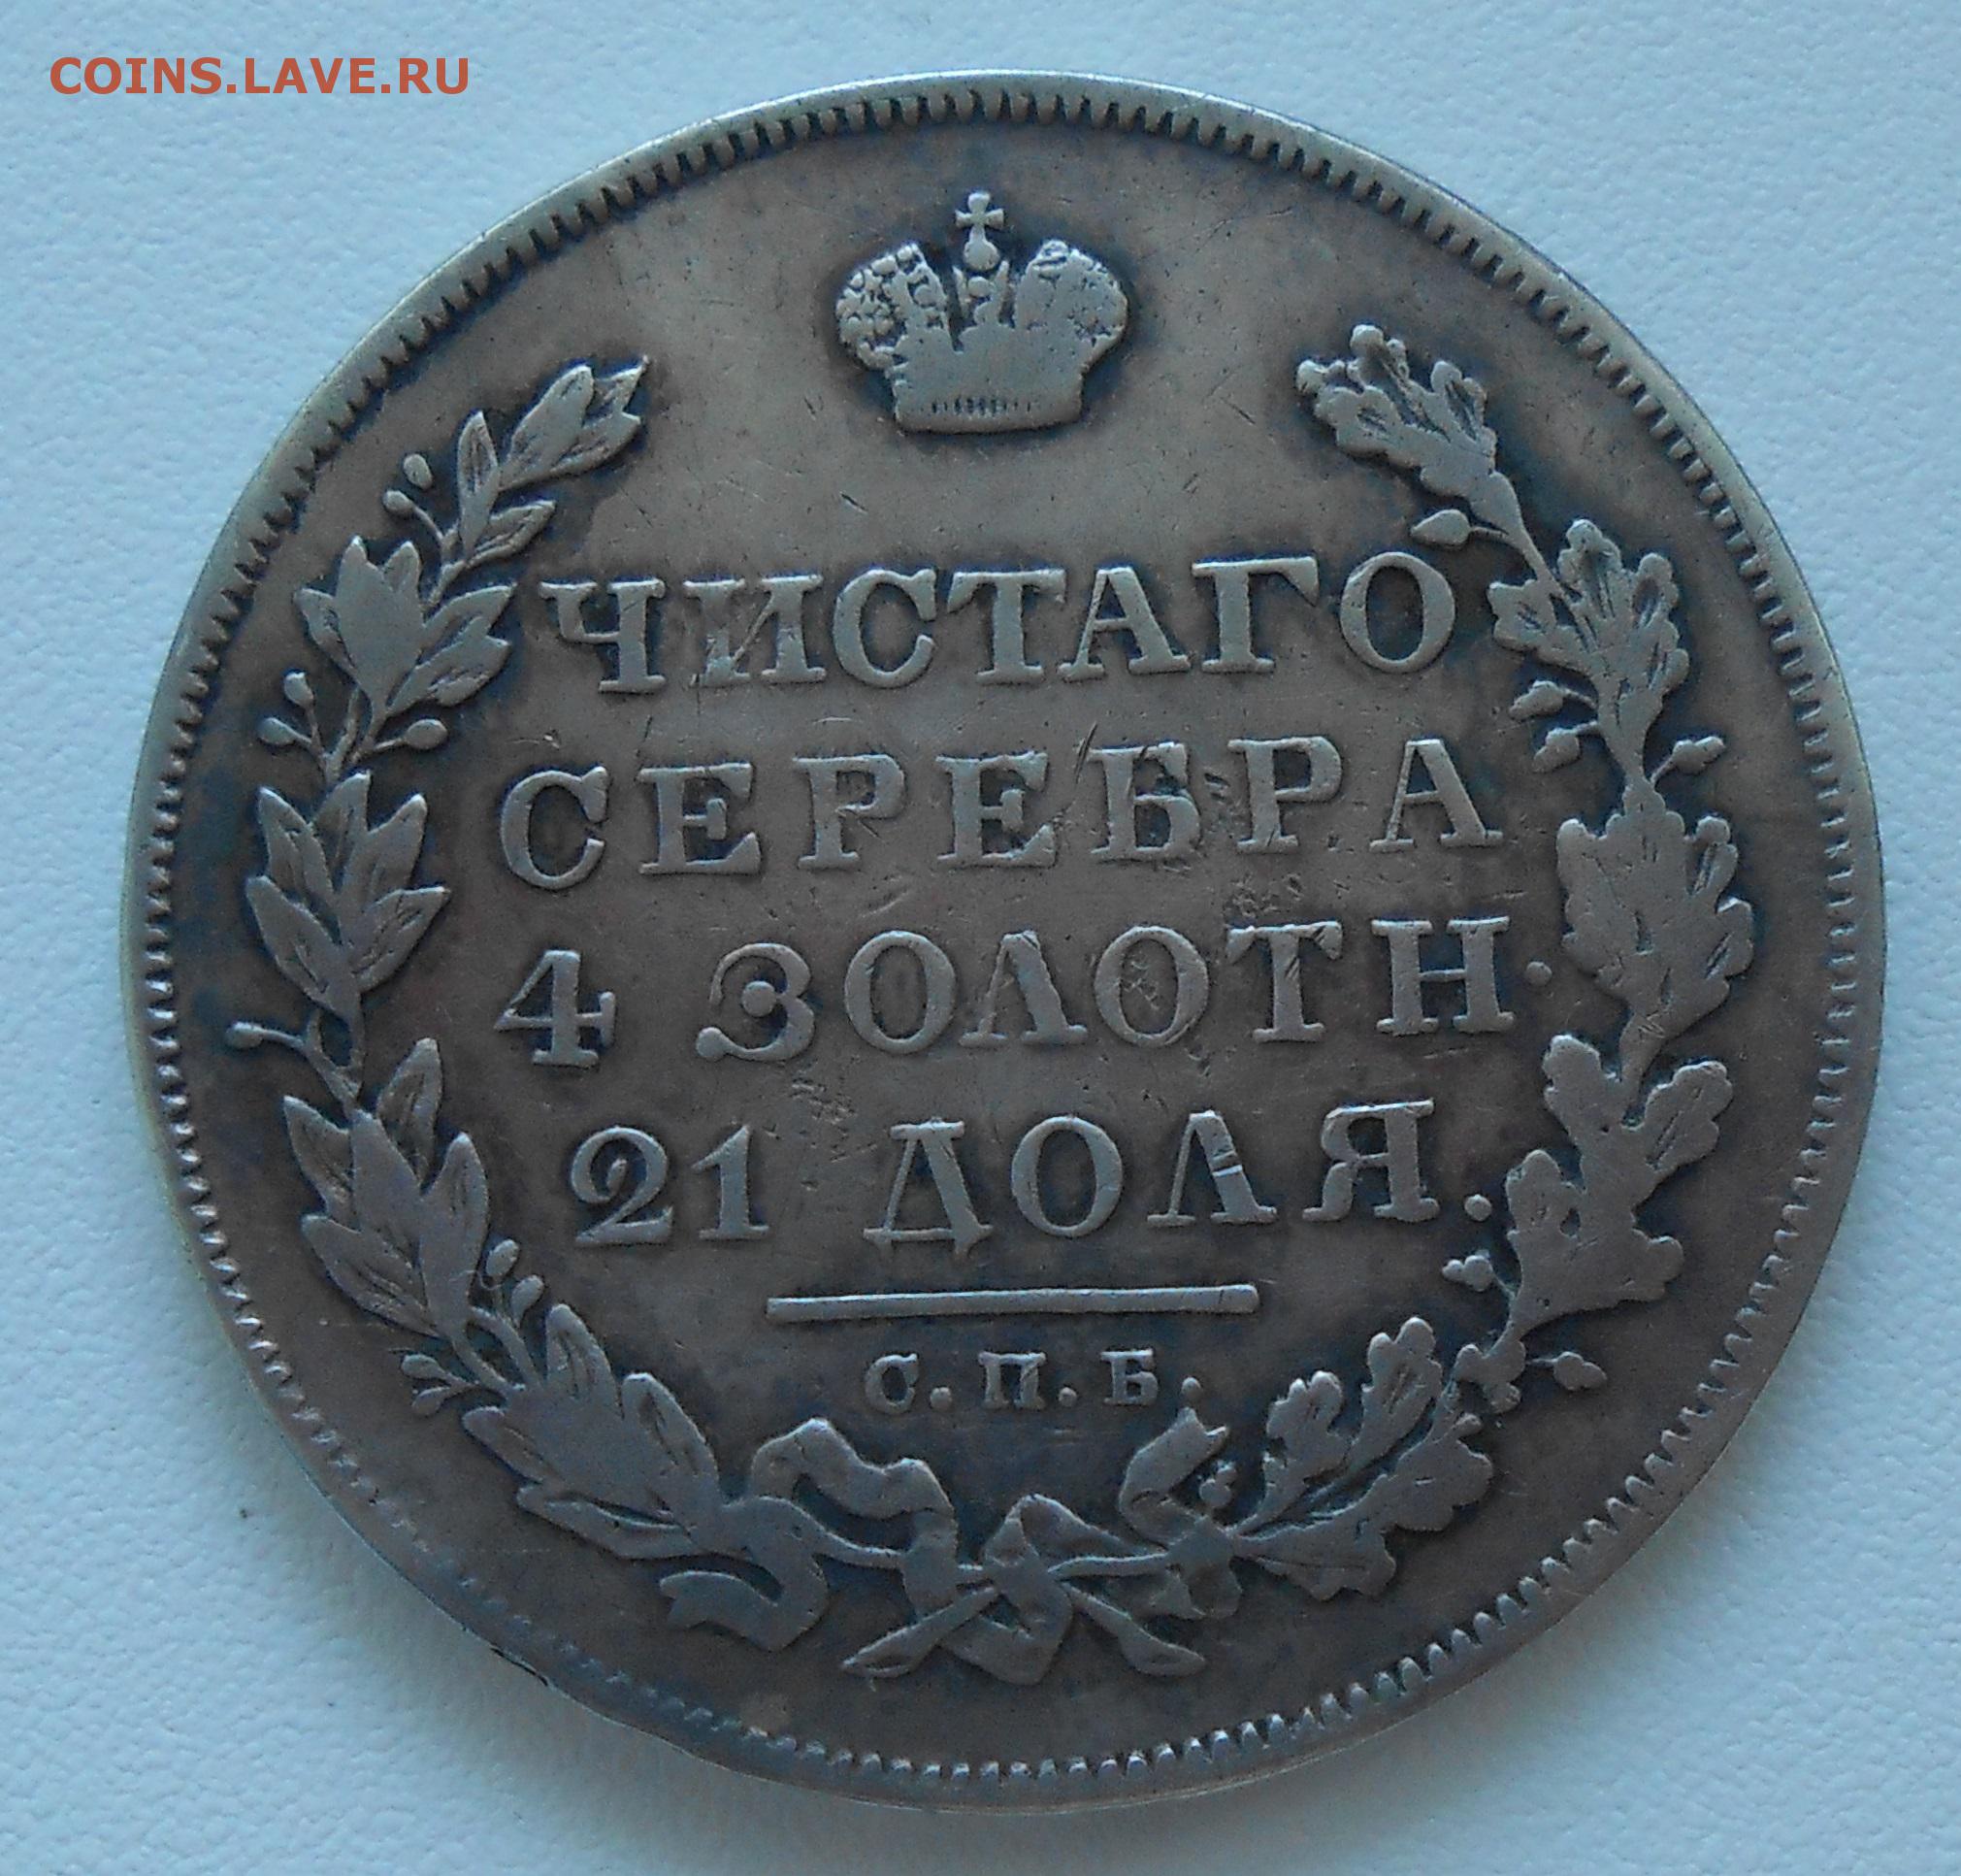 COINS.LAVE.RU
ЧИСТАГО
СЕРЕБРА
4 ЗОЛОТН.
21 ДОЛЯ.
С.П.Б.